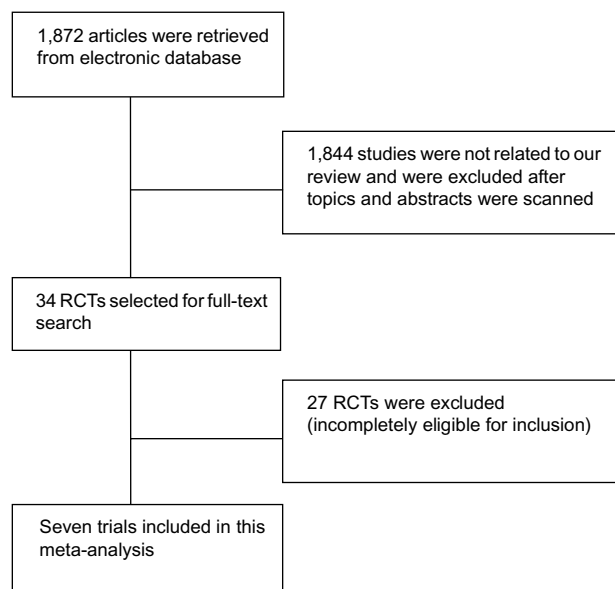 1,872 articles were retrieved
from electronic database
1,844 studies were not related to our
review and were excluded after
topics and abstracts were scanned
34 RCTs selected for full-text
search
27 RCTs were excluded
(incompletely eligible for inclusion)
Seven trials included in this
meta-analysis